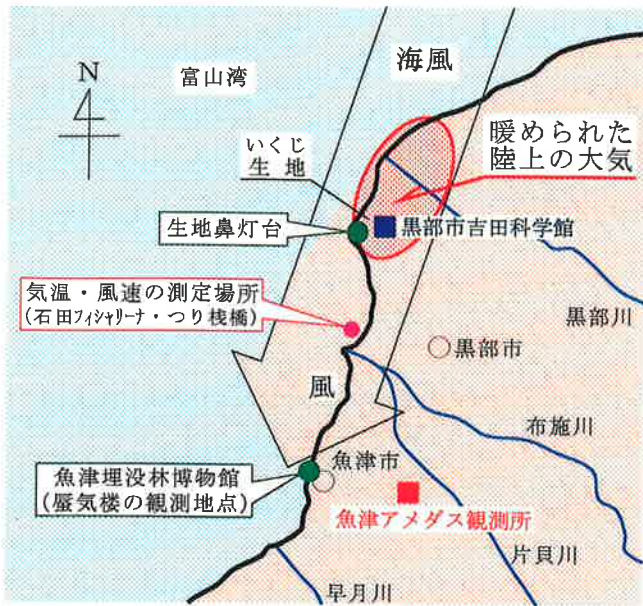 N
富山湾
海風
暖められた
陸上の大気
いくじ
生地
生地鼻灯台
黒部市吉田科学館
気温・風速の測定場所
(石田フィシャリーナ・つり桟橋)
黒部川
黒部市
風
布施川
魚津市
魚津埋没林博物館
(蜃気楼の観測地点)
魚津アメダス観測所
片貝川
早月川